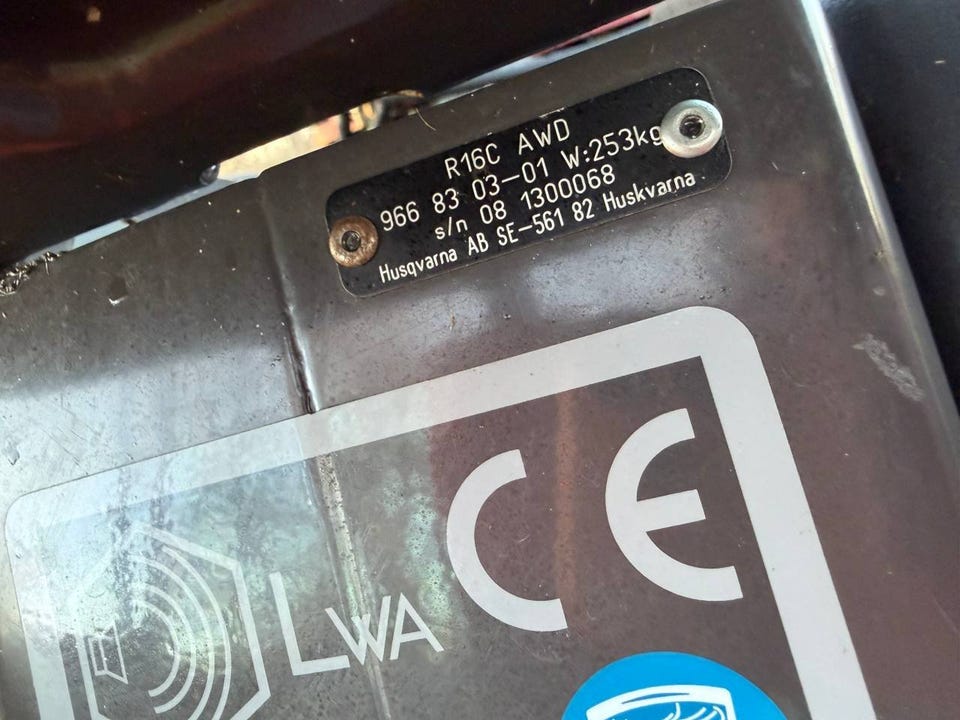 R16C AWD
966 83 03-01 W:253kg
s/n 08 1300068
Husqvarna AB SE-561 82 Huskvarna
CE
LWA